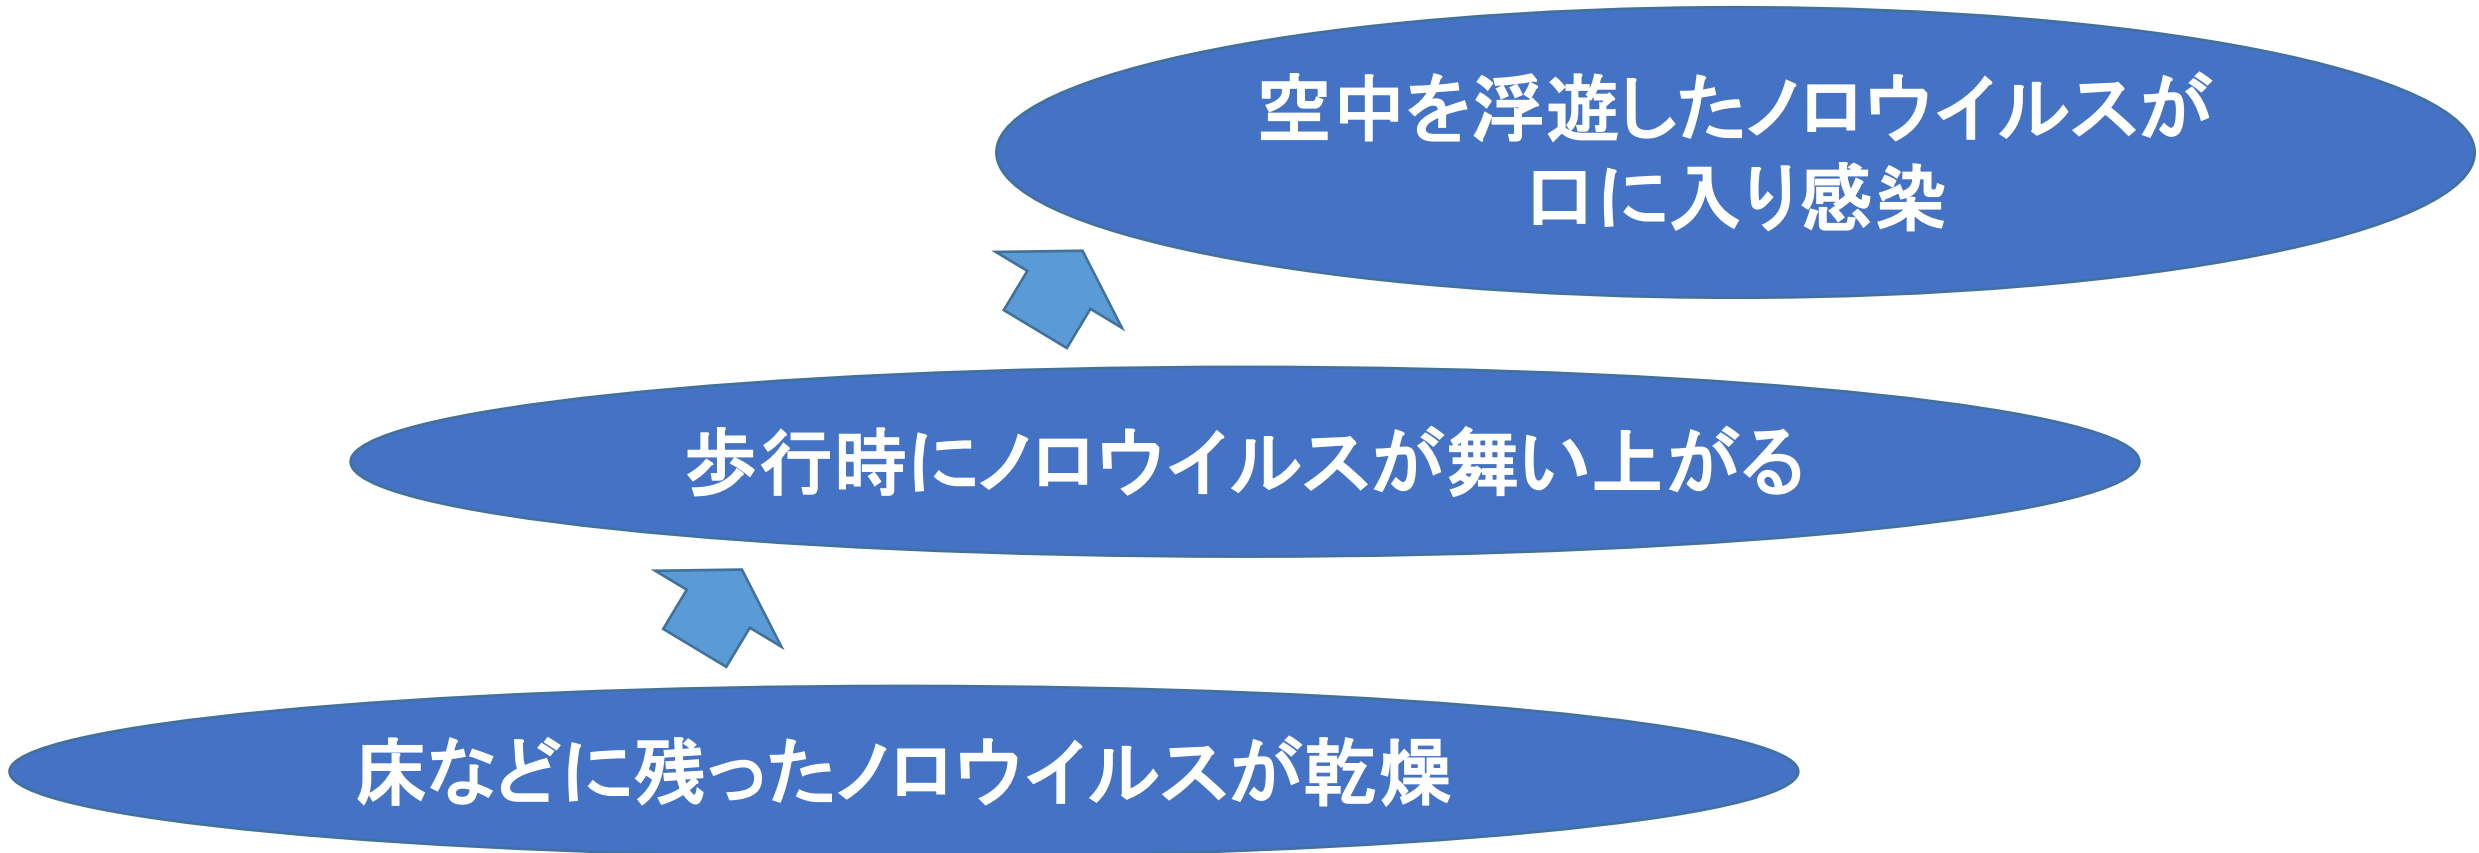 空中を浮遊したノロウイルスが
口に入り感染
歩行時にノロウイルスが舞い上がる
床などに残ったノロウイルスが乾燥